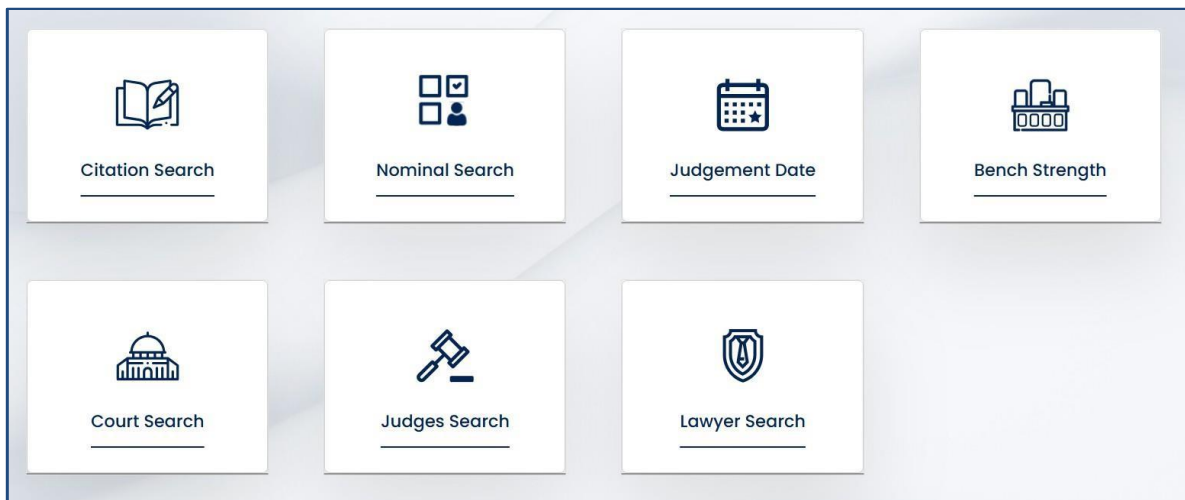 Citation Search
Nominal Search
Judgement Date
Bench Strength
Court Search
Judges Search
Lawyer Search